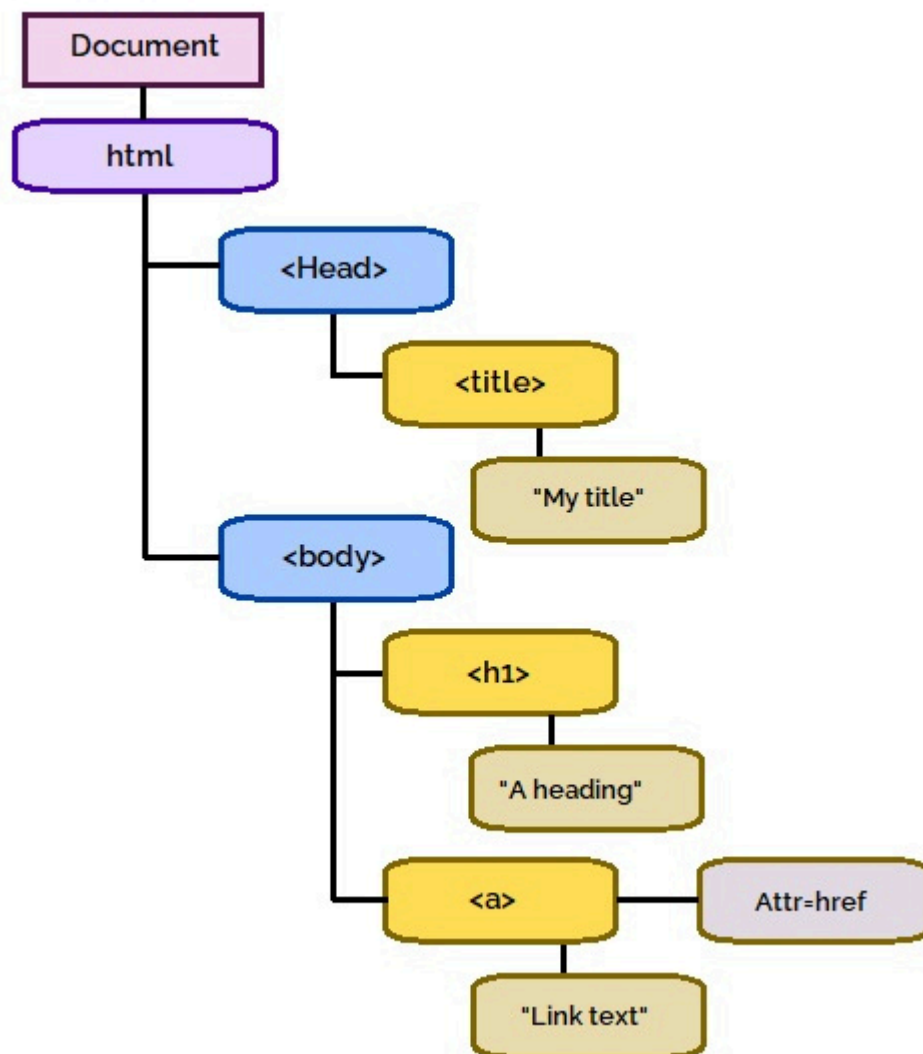 Document
html
<Head>
<title>
"My title"
<body>
<h1>
"A heading"
<a>
Attr=href
"Link text"